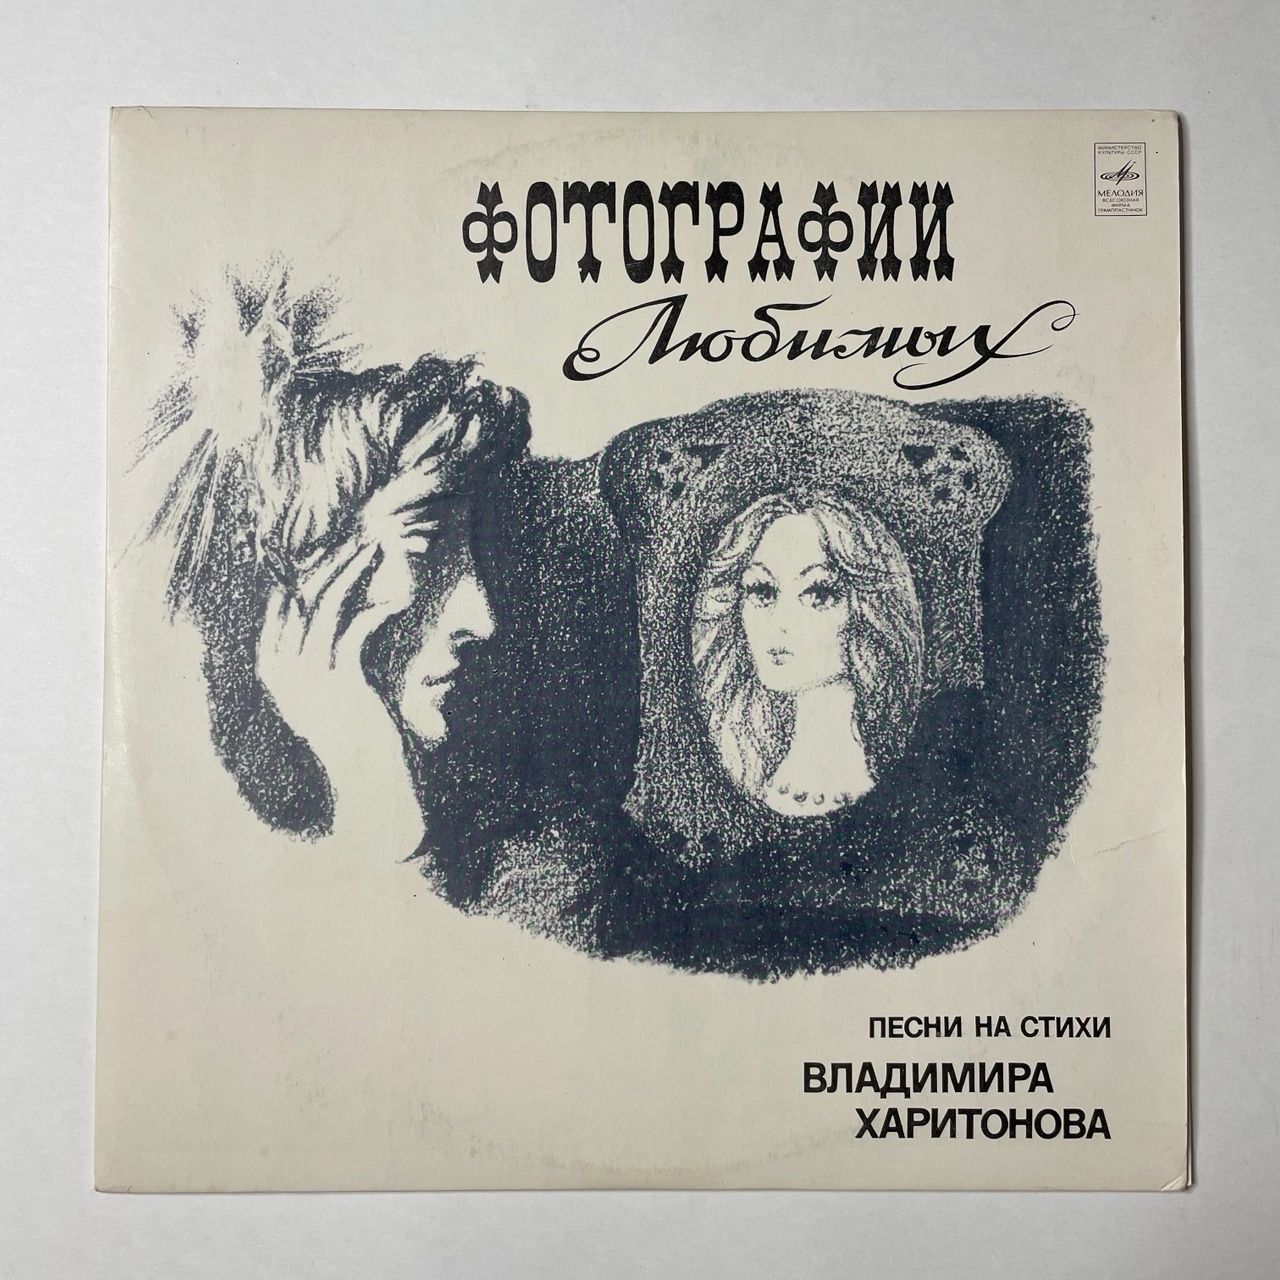 МИНИСТЕРСТВО
КУЛЬТУРЫ СССР
МЕЛОДИЯ
ВСЕСОЮЗНАЯ
ФИРМА
ГРАМПЛАСТИНОК
ФОТОГРАФИИ
Любимых
ПЕСНИ НА СТИХИ
ВЛАДИМИРА
ХАРИТОНОВА